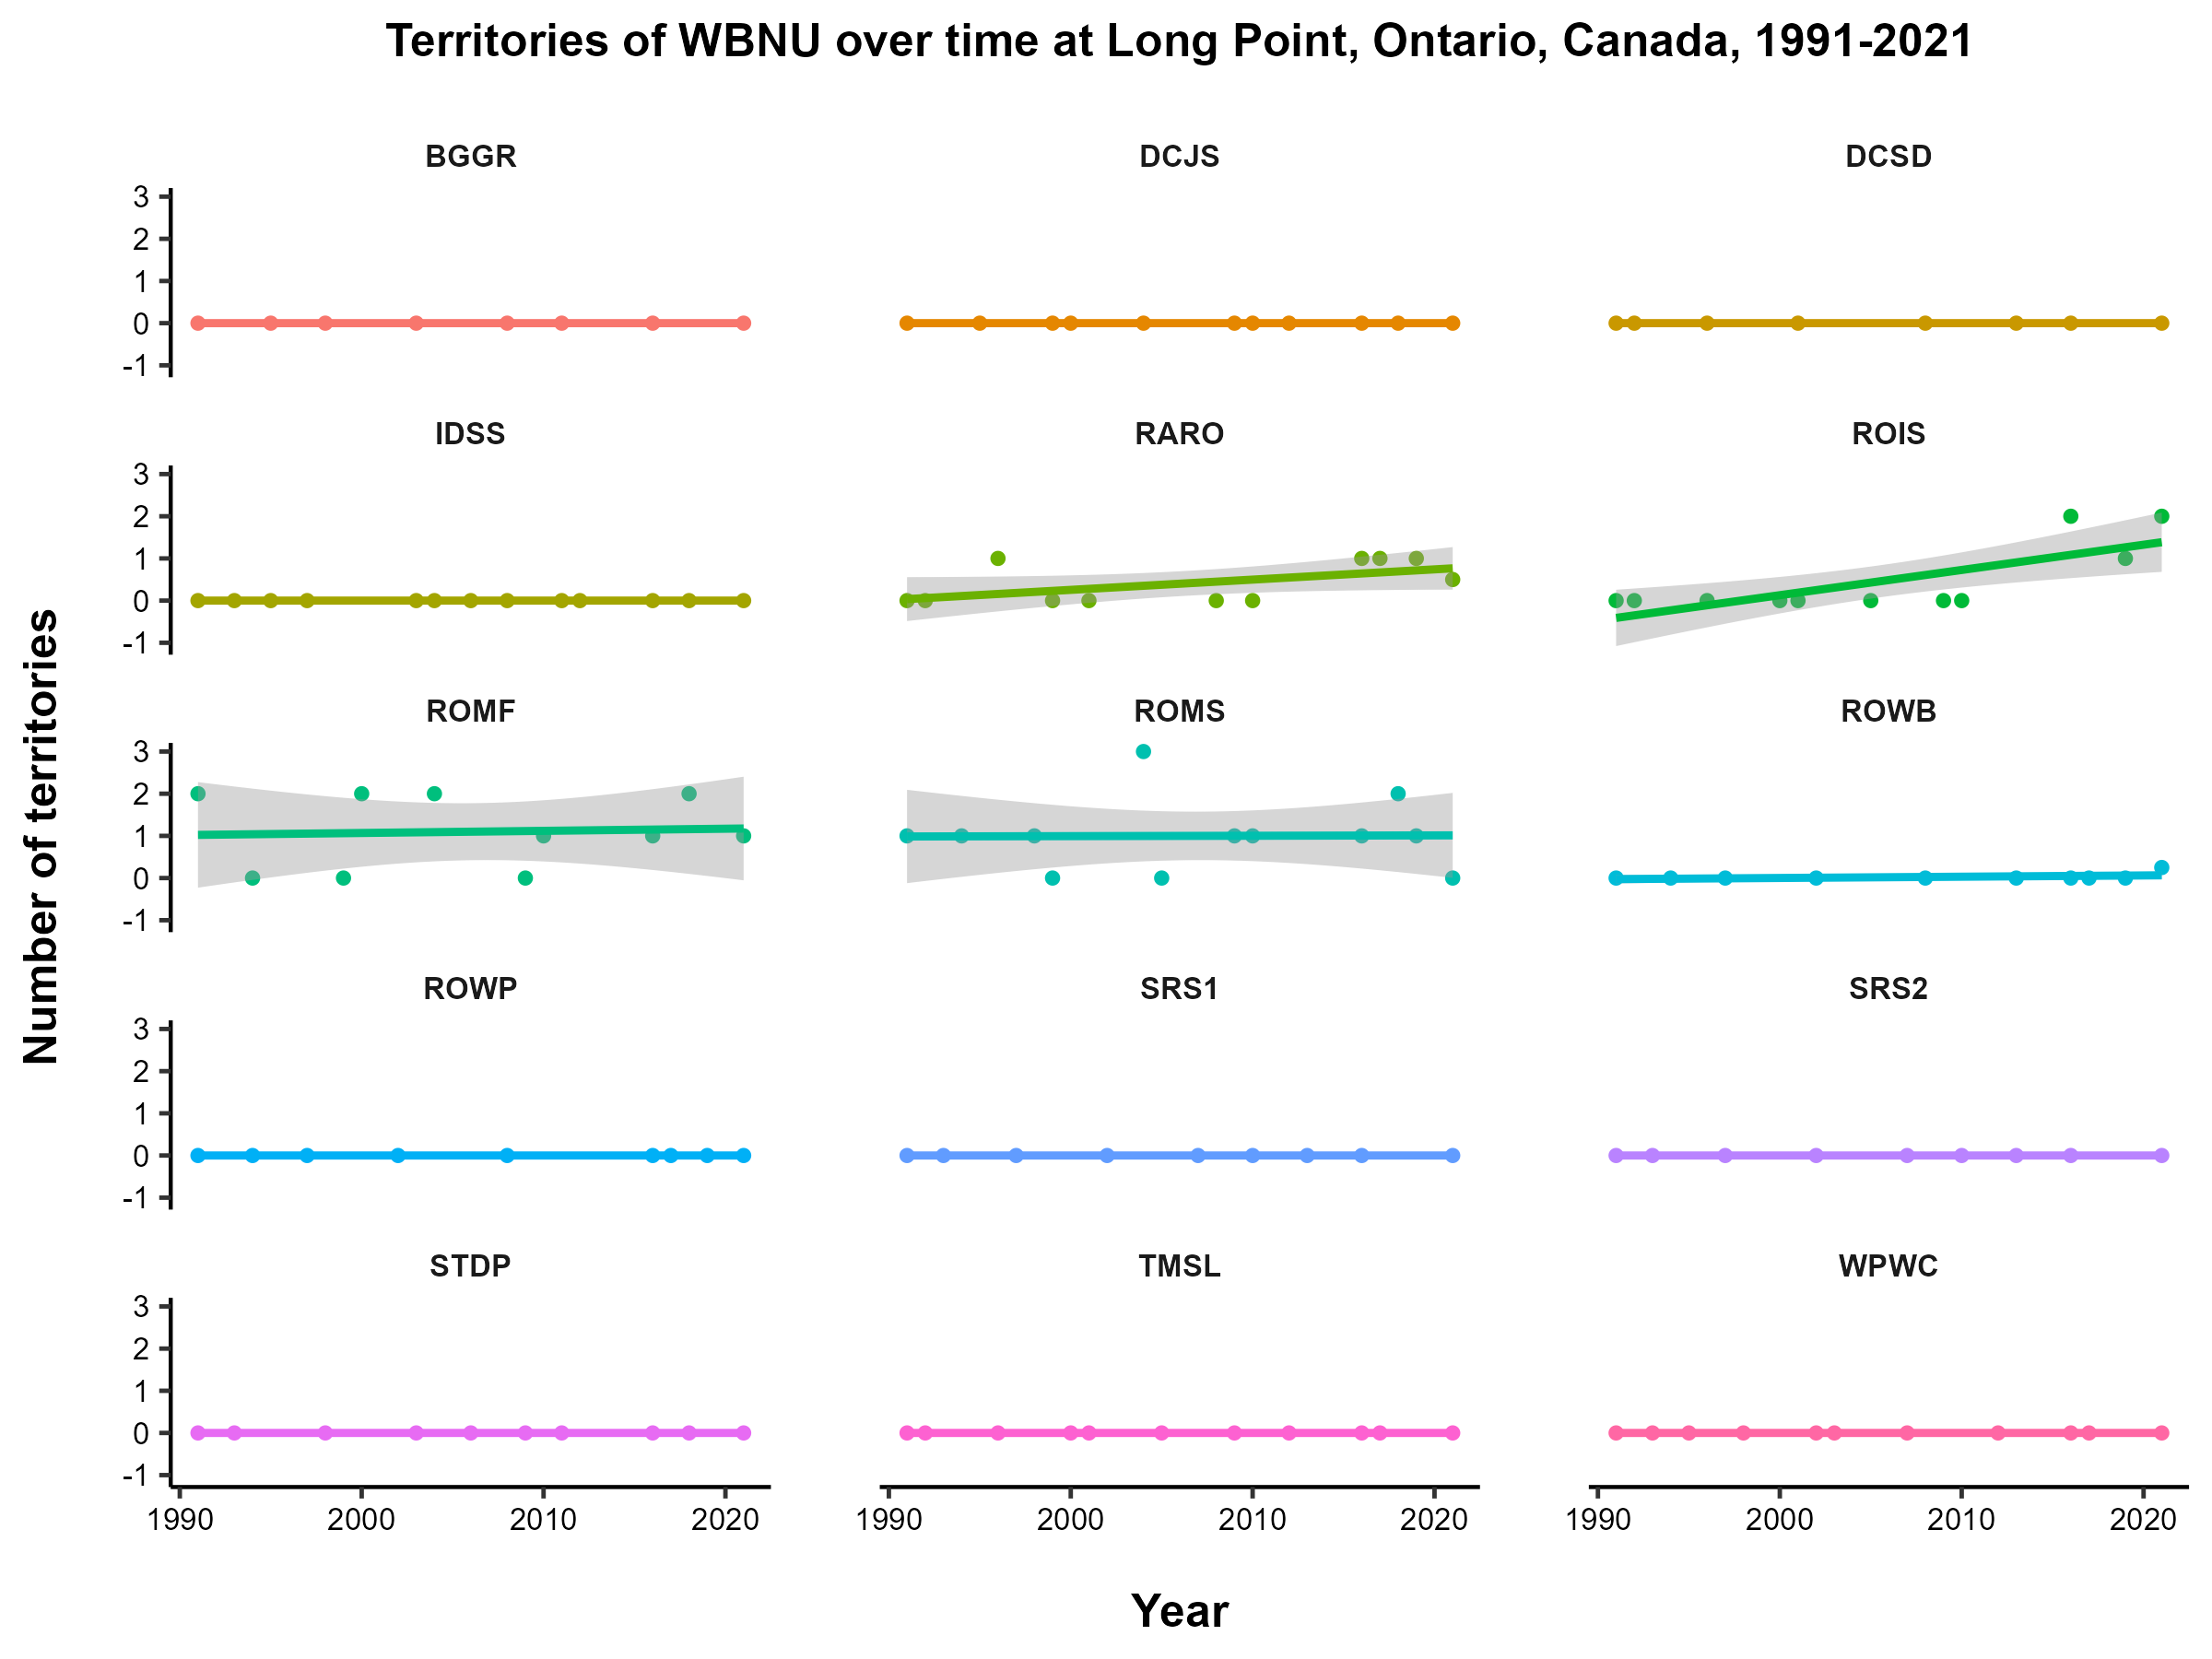 Territories of WBNU over time at Long Point, Ontario, Canada, 1991-2021
BGGR DCJS DCSD
3
2
1
0
-1
IDSS RARO ROIS
3
2
1
0
-1
ROMF ROMS ROWB
3
2
1
0
-1
ROWP SRS1 SRS2
3
2
1
0
-1
STDP TMSL WPWC
3
2
1
0
-1
1990 2000 2010 2020 1990 2000 2010 2020 1990 2000 2010 2020
Year
Number of territories